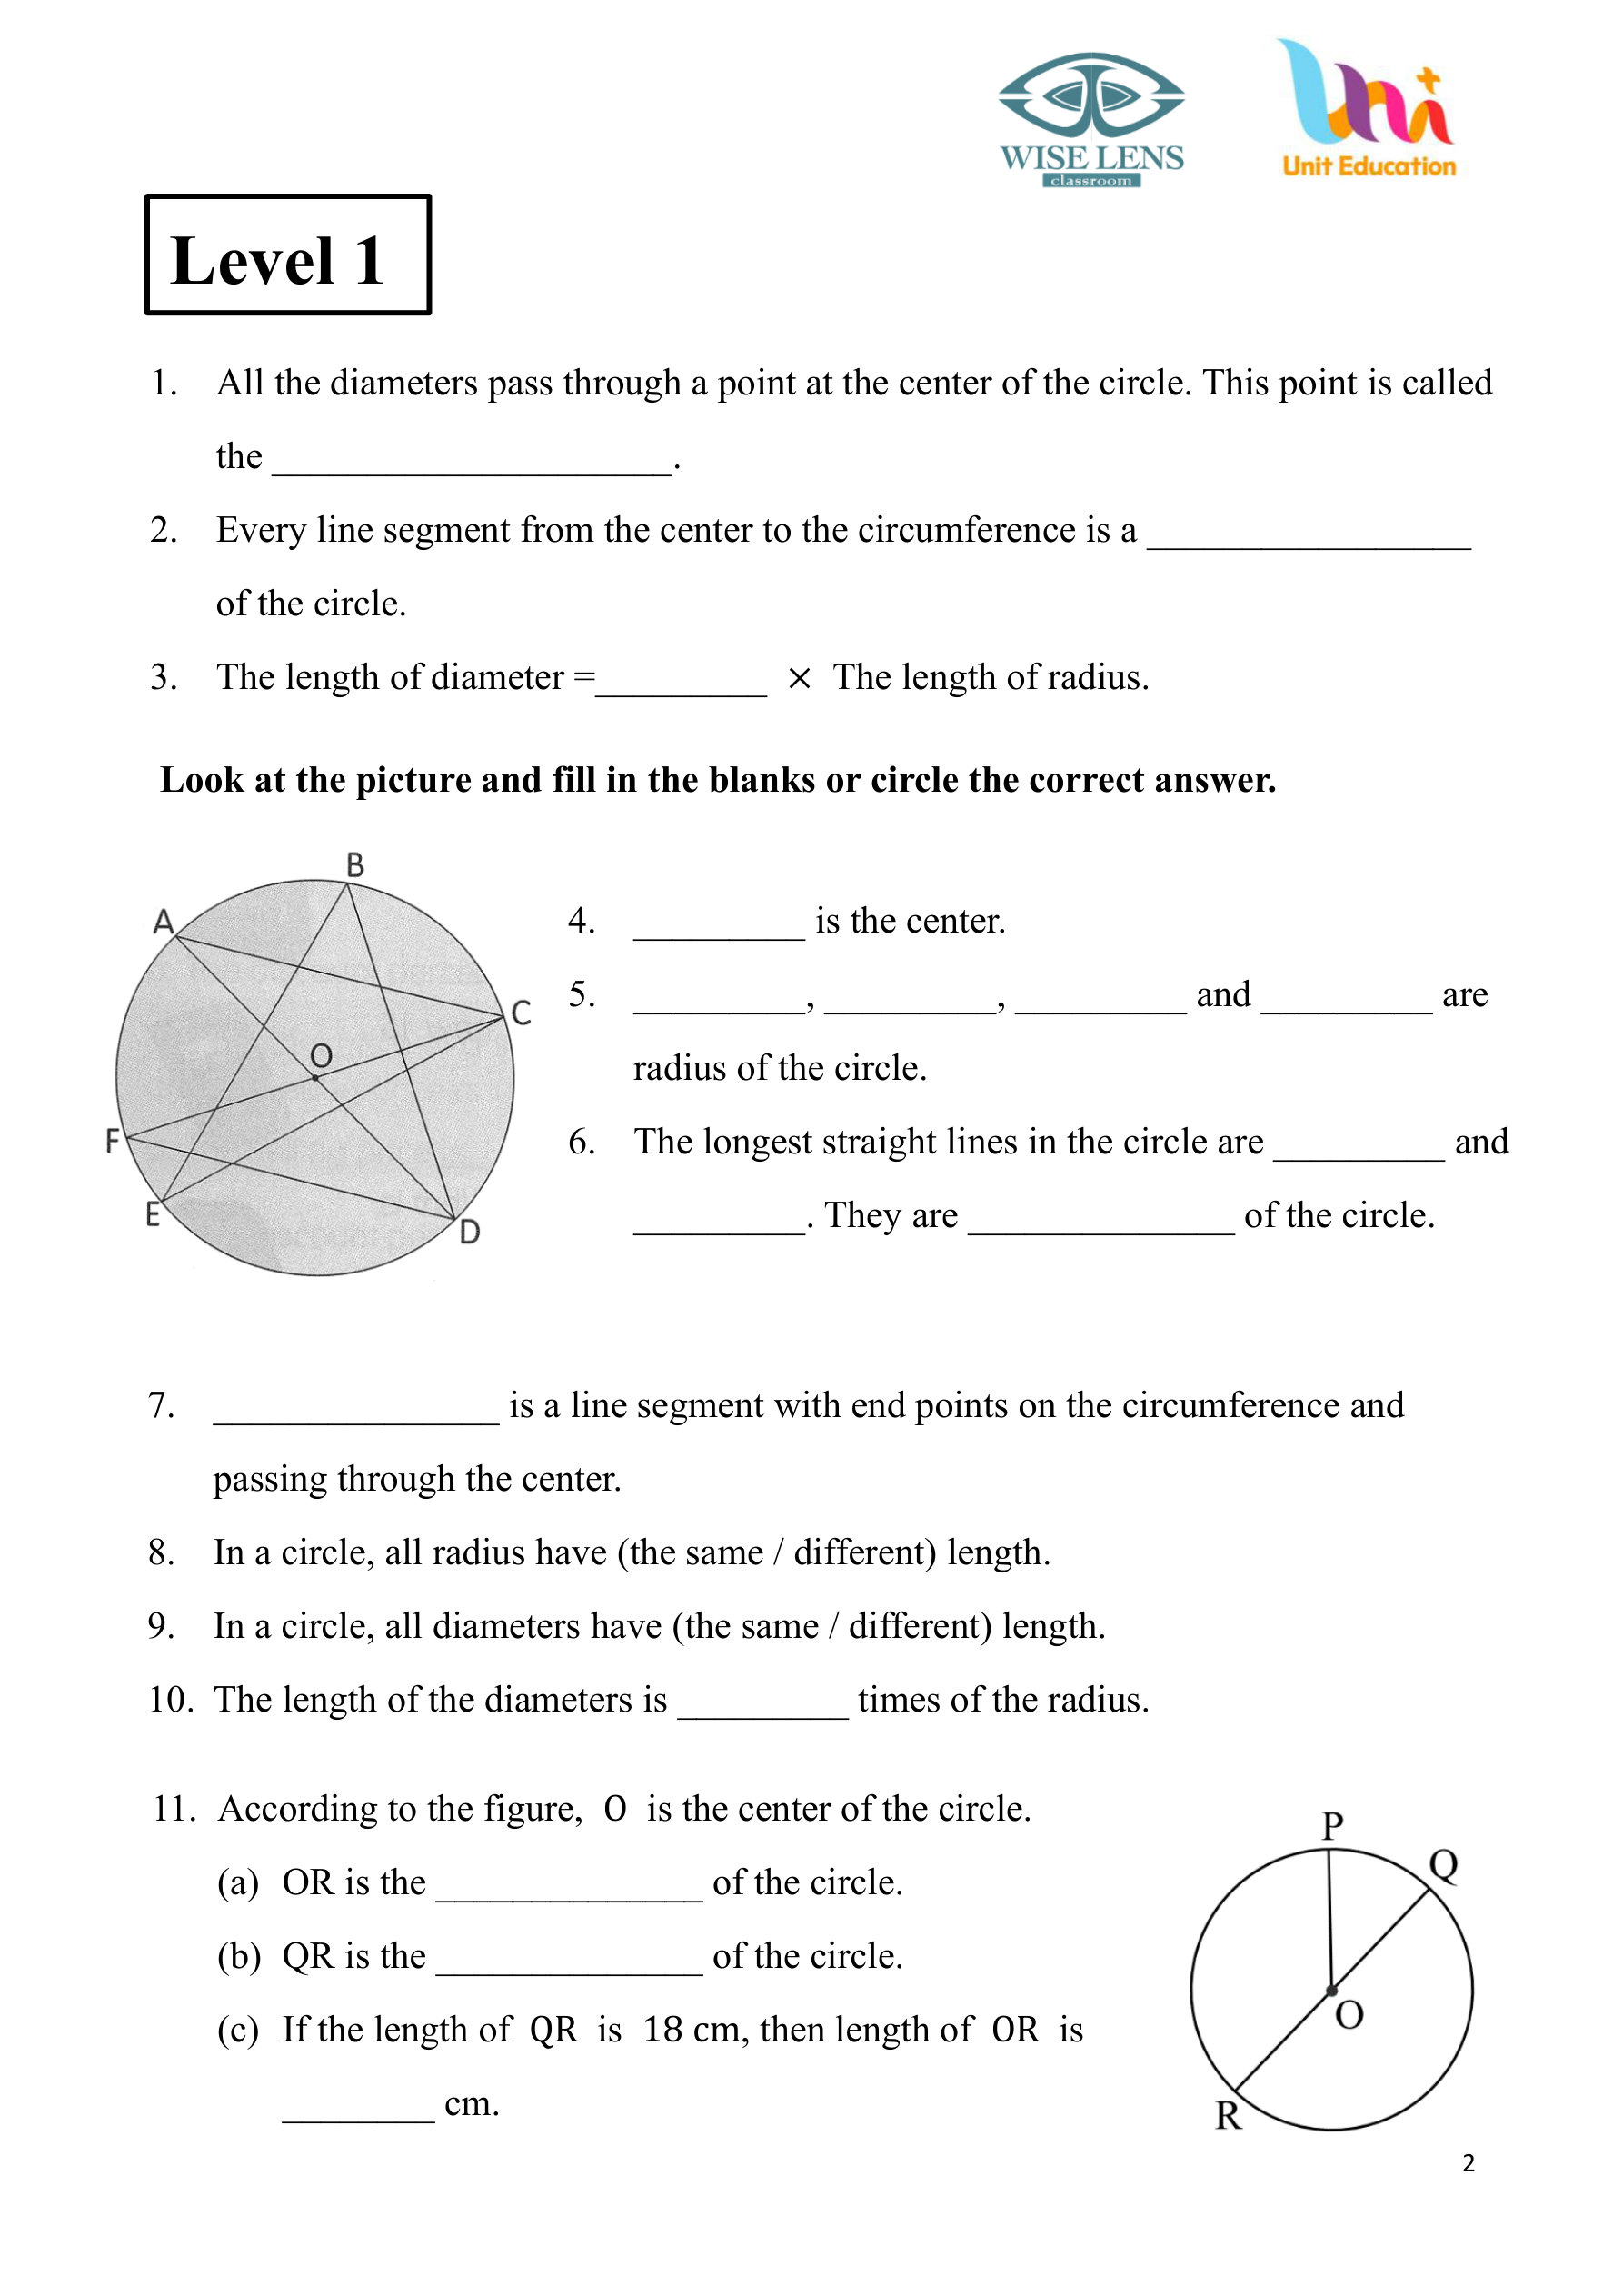 WISE LENS
classroom
Uni
Unit Education
Level 1
1. All the diameters pass through a point at the center of the circle. This point is called
the _____________________.
2. Every line segment from the center to the circumference is a _________________
of the circle.
3. The length of diameter =_________ × The length of radius.
Look at the picture and fill in the blanks or circle the correct answer.
B
A
C
O
F
E
D
4. _________ is the center.
5. _________, _________, _________ and _________ are
radius of the circle.
6. The longest straight lines in the circle are _________ and
_________. They are ______________ of the circle.
7. _______________ is a line segment with end points on the circumference and
passing through the center.
8. In a circle, all radius have (the same / different) length.
9. In a circle, all diameters have (the same / different) length.
10. The length of the diameters is _________ times of the radius.
11. According to the figure, O is the center of the circle.
(a) OR is the ______________ of the circle.
(b) QR is the ______________ of the circle.
(c) If the length of QR is 18 cm, then length of OR is
________ cm.
P
Q
O
R
2